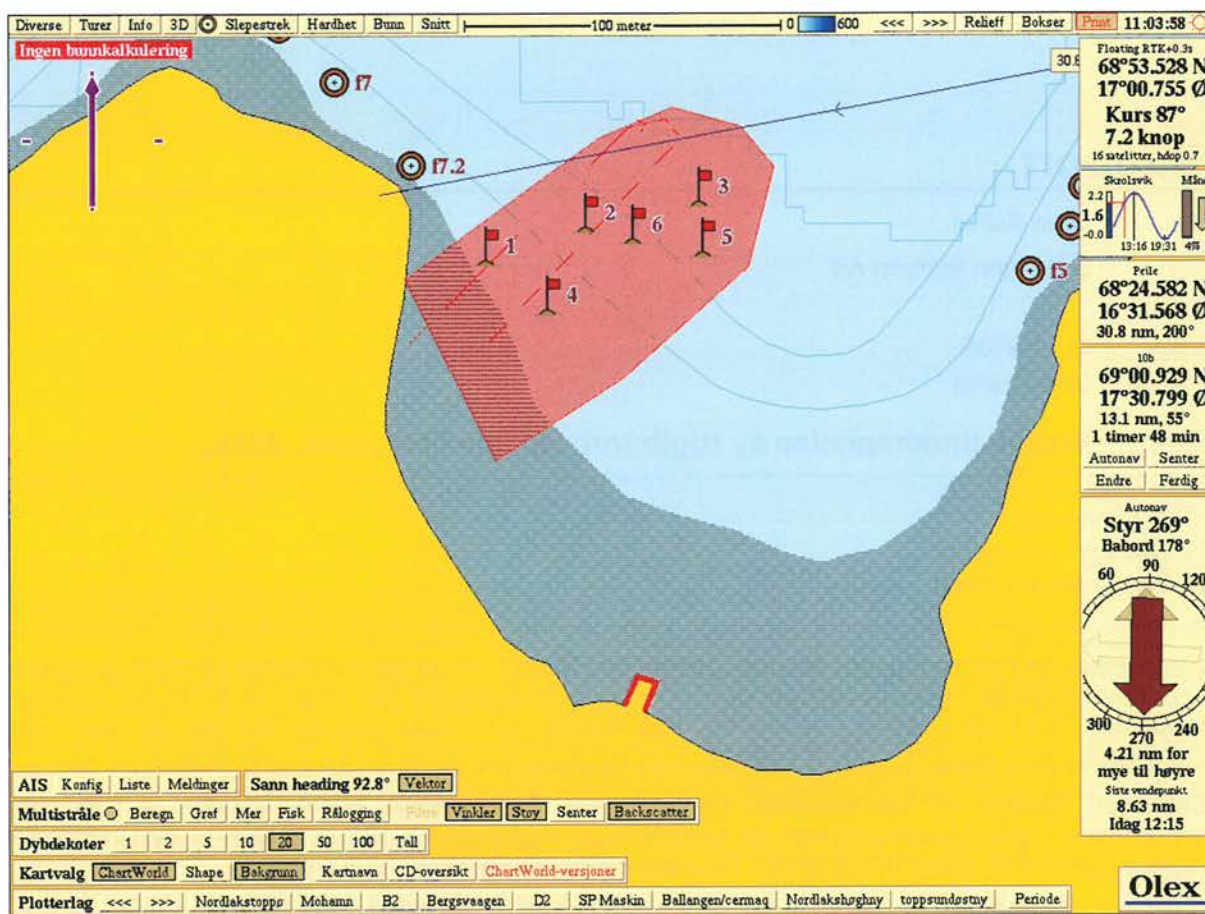 Diverse Turer Info 3D Slepestrek Hardhet Bunn Snitt 100 meter 0 600 <<< >>> Relieff Bokser Print 11:03:58
Ingen bunnkalkulering
30.8
f7
f7.2
f5
1
2
3
4
5
6
Floating RTK+0.3s
68°53.528 N
17°00.755 Ø
Kurs 87°
7.2 knop
16 satelitter, hdop 0.7
Skrolsvik Måne
2.2
1.6
-0.0
13:16 19:31 4%
Peile
68°24.582 N
16°31.568 Ø
30.8 nm, 200°
10b
69°00.929 N
17°30.799 Ø
13.1 nm, 55°
1 timer 48 min
Autonav Senter
Endre Ferdig
Autonav
Styr 269°
Babord 178°
90
60 120
300 240
270
4.21 nm for
mye til høyre
Siste vendepunkt
8.63 nm
Idag 12:15
AIS Konfig Liste Meldinger Sann heading 92.8° Vektor
Multistråle Beregn Graf Mer Fisk Rålogging Vinkler Støy Senter Backscatter
Dybdekoter 1 2 5 10 20 50 100 Tall
Kartvalg ChartWorld Shape Bakgrunn Kartnavn CD-oversikt ChartWorld-versjoner
Plotterlag <<< >>> Nordlakstopps Mohamn B2 Bergsvaagen D2 SP Maskin Ballangen/cermaq Nordlakshøghny toppsundøstny Periode
Olex